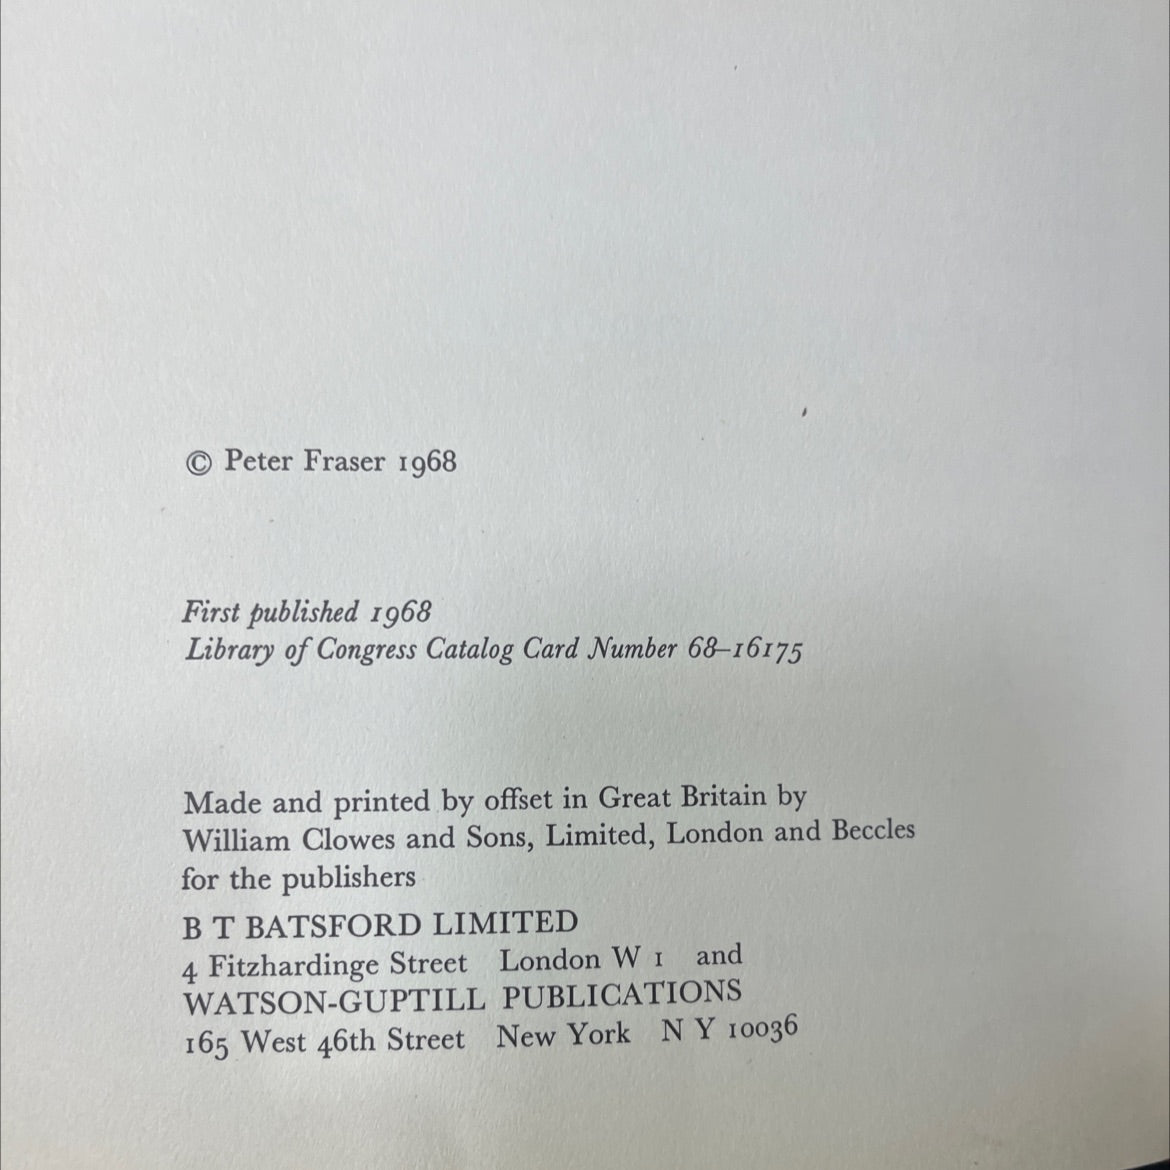 © Peter Fraser 1968
First published 1968
Library of Congress Catalog Card Number 68–16175
Made and printed by offset in Great Britain by
William Clowes and Sons, Limited, London and Beccles
for the publishers
B T BATSFORD LIMITED
4 Fitzhardinge Street London W 1 and
WATSON-GUPTILL PUBLICATIONS
165 West 46th Street New York N Y 10036